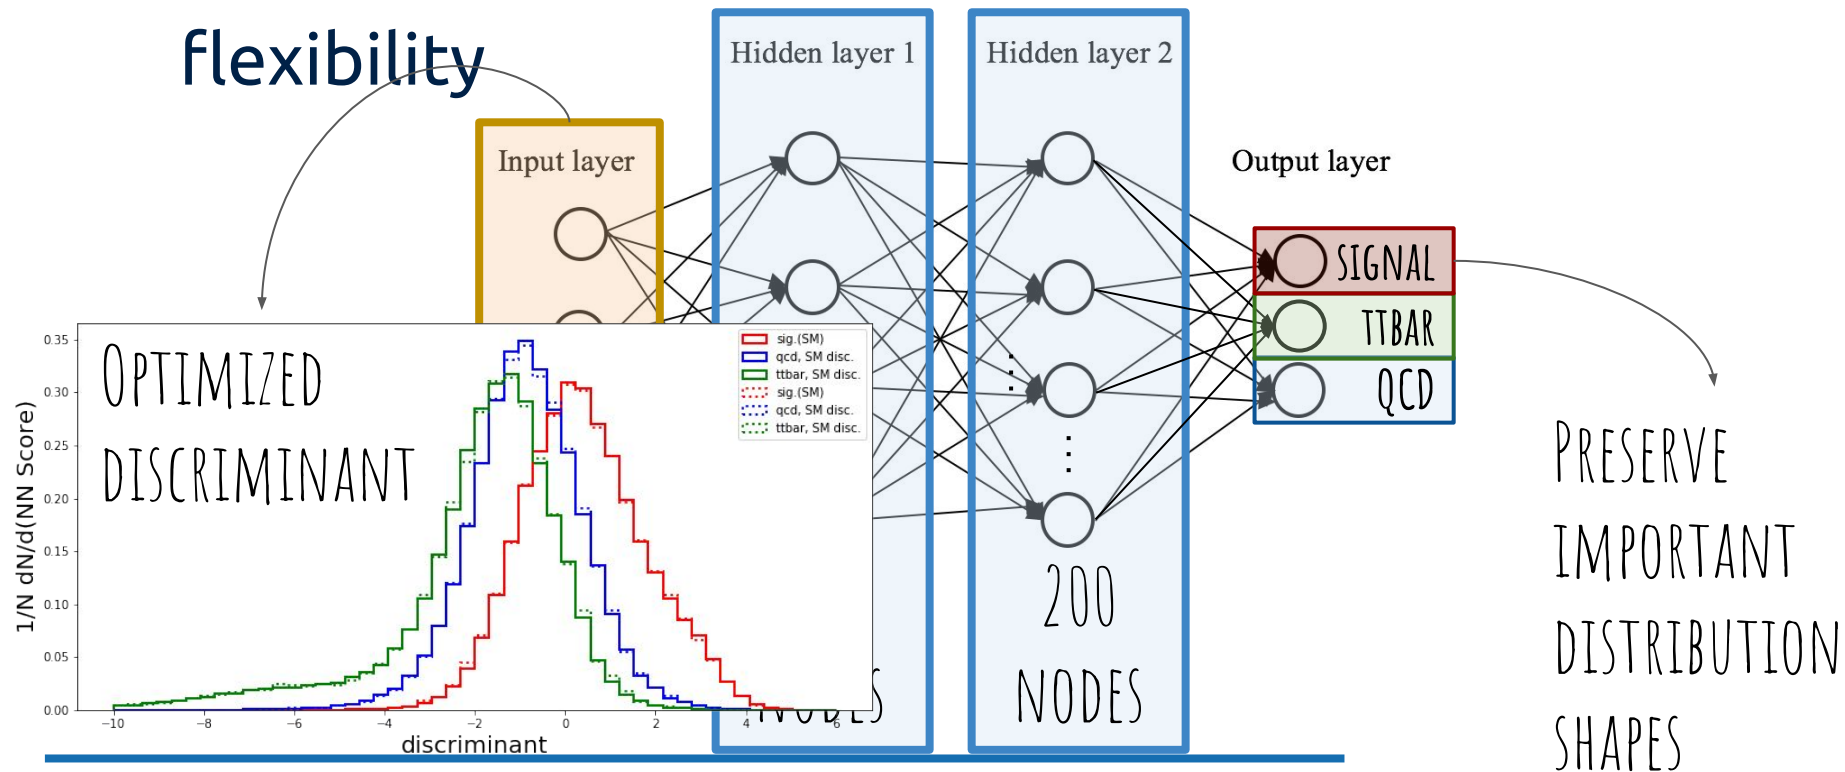 flexibility
Hidden layer 1
Hidden layer 2
Input layer
Output layer
SIGNAL
TTBAR
QCD
OPTIMIZED
DISCRIMINANT
sig.(SM)
qcd, SM disc.
ttbar, SM disc.
sig.(SM)
qcd, SM disc.
ttbar, SM disc.
1/N dN/d(NN Score)
0.35
0.30
0.25
0.20
0.15
0.10
0.05
0.00
−10
−8
−6
−4
−2
0
2
4
6
discriminant
200
NODES
NODES
PRESERVE
IMPORTANT
DISTRIBUTION
SHAPES